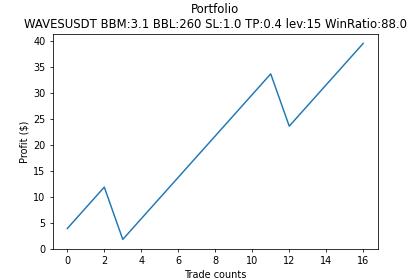 Portfolio
WAVESUSDT BBM:3.1 BBL:260 SL:1.0 TP:0.4 lev:15 WinRatio:88.0
40
35
30
25
20
15
10
5
0
Profit ($)
0 2 4 6 8 10 12 14 16
Trade counts